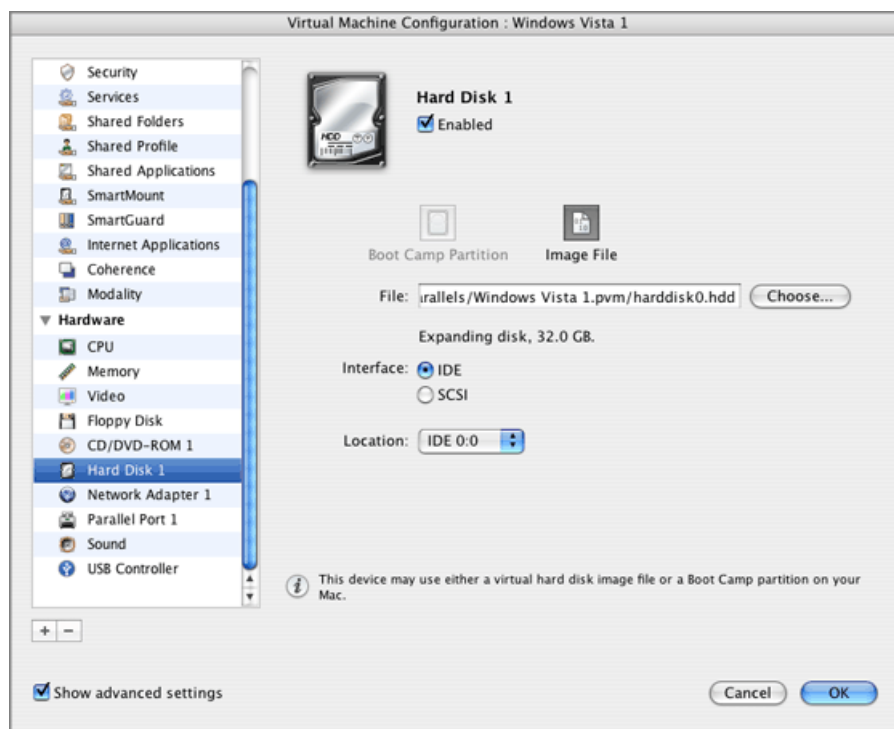 Virtual Machine Configuration : Windows Vista 1
Security
Services
Shared Folders
Shared Profile
Shared Applications
SmartMount
SmartGuard
Internet Applications
Coherence
Modality
Hardware
CPU
Memory
Video
Floppy Disk
CD/DVD-ROM 1
Hard Disk 1
Network Adapter 1
Parallel Port 1
Sound
USB Controller
+ −
Show advanced settings
HDD
Hard Disk 1
Enabled
Boot Camp Partition Image File
File: ırallels/Windows Vista 1.pvm/harddisk0.hdd Choose...
Expanding disk, 32.0 GB.
Interface: IDE
SCSI
Location: IDE 0:0
This device may use either a virtual hard disk image file or a Boot Camp partition on your
Mac.
Cancel OK